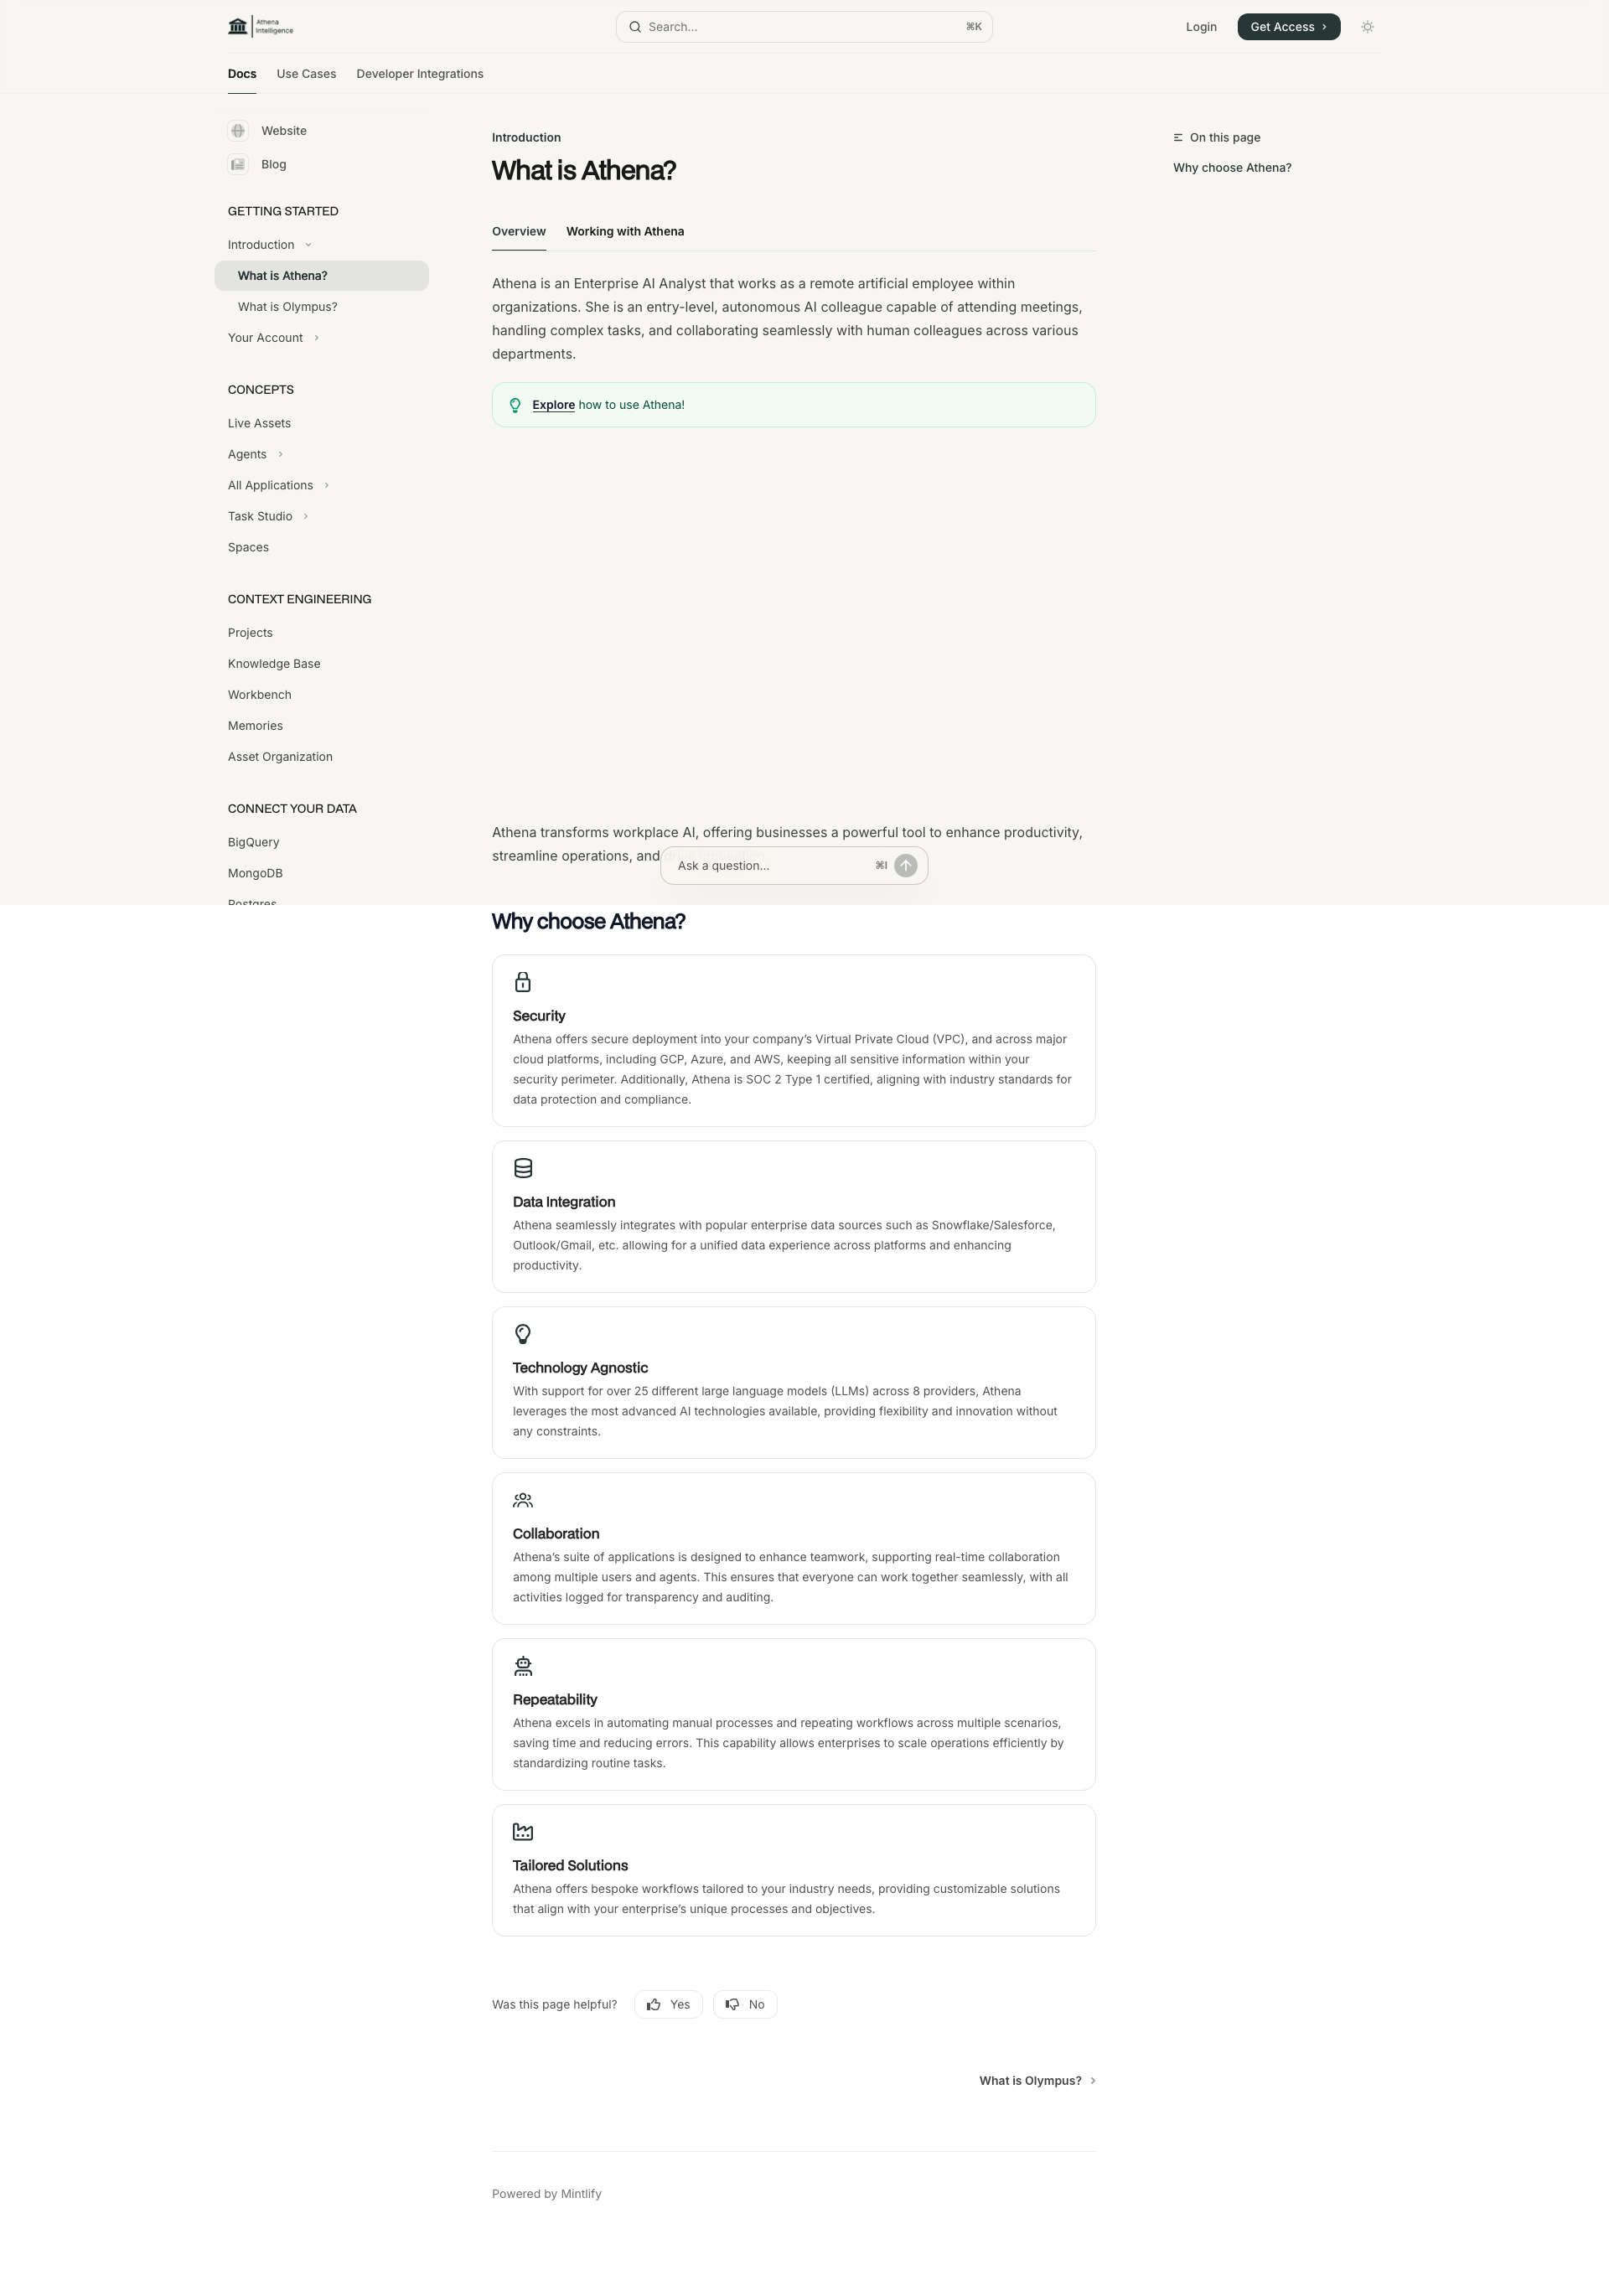 Athena
Intelligence
Search...
⌘K
Login
Get Access
Docs
Use Cases
Developer Integrations
Website
Blog
GETTING STARTED
Introduction
What is Athena?
What is Olympus?
Your Account
CONCEPTS
Live Assets
Agents
All Applications
Task Studio
Spaces
CONTEXT ENGINEERING
Projects
Knowledge Base
Workbench
Memories
Asset Organization
CONNECT YOUR DATA
BigQuery
MongoDB
Postgres
Introduction
What is Athena?
Overview
Working with Athena
Athena is an Enterprise AI Analyst that works as a remote artificial employee within
organizations. She is an entry-level, autonomous AI colleague capable of attending meetings,
handling complex tasks, and collaborating seamlessly with human colleagues across various
departments.
Explore how to use Athena!
Athena transforms workplace AI, offering businesses a powerful tool to enhance productivity,
streamline operations, and
Ask a question...
⌘I
Why choose Athena?
Security
Athena offers secure deployment into your company’s Virtual Private Cloud (VPC), and across major
cloud platforms, including GCP, Azure, and AWS, keeping all sensitive information within your
security perimeter. Additionally, Athena is SOC 2 Type 1 certified, aligning with industry standards for
data protection and compliance.
Data Integration
Athena seamlessly integrates with popular enterprise data sources such as Snowflake/Salesforce,
Outlook/Gmail, etc. allowing for a unified data experience across platforms and enhancing
productivity.
Technology Agnostic
With support for over 25 different large language models (LLMs) across 8 providers, Athena
leverages the most advanced AI technologies available, providing flexibility and innovation without
any constraints.
Collaboration
Athena’s suite of applications is designed to enhance teamwork, supporting real-time collaboration
among multiple users and agents. This ensures that everyone can work together seamlessly, with all
activities logged for transparency and auditing.
Repeatability
Athena excels in automating manual processes and repeating workflows across multiple scenarios,
saving time and reducing errors. This capability allows enterprises to scale operations efficiently by
standardizing routine tasks.
Tailored Solutions
Athena offers bespoke workflows tailored to your industry needs, providing customizable solutions
that align with your enterprise’s unique processes and objectives.
Was this page helpful?
Yes
No
What is Olympus?
Powered by Mintlify
On this page
Why choose Athena?